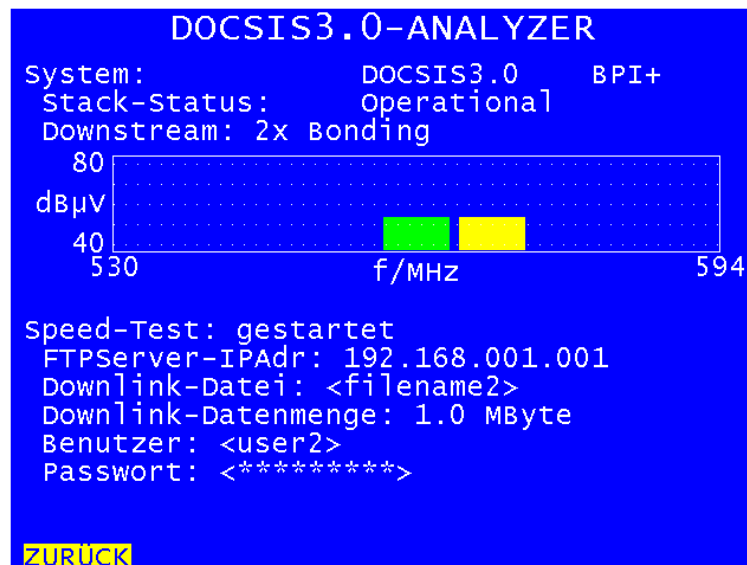 DOCSIS3.0-ANALYZER
System: DOCSIS3.0 BPI+
Stack-Status: Operational
Downstream: 2x Bonding
80
dBµV
40
530 f/MHz 594
Speed-Test: gestartet
FTPServer-IPAdr: 192.168.001.001
Downlink-Datei: <filename2>
Downlink-Datenmenge: 1.0 MByte
Benutzer: <user2>
Passwort: <*********>
ZURÜCK